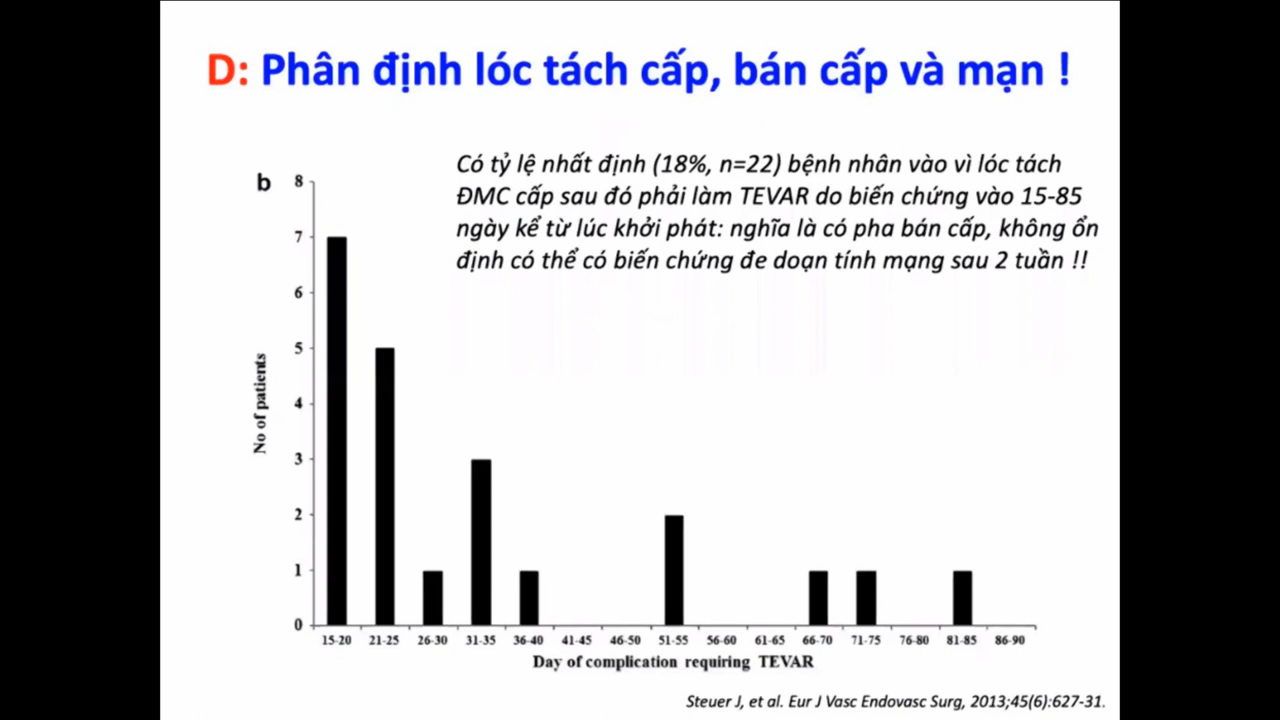 D: Phân định lóc tách cấp, bán cấp và mạn !
Có tỷ lệ nhất định (18%, n=22) bệnh nhân vào vì lóc tách
ĐMC cấp sau đó phải làm TEVAR do biến chứng vào 15-85
ngày kể từ lúc khởi phát: nghĩa là có pha bán cấp, không ổn
định có thể có biến chứng đe doạn tính mạng sau 2 tuần !!
b
8
7
6
5
4
3
2
1
0
No of patients
15-20 21-25 26-30 31-35 36-40 41-45 46-50 51-55 56-60 61-65 66-70 71-75 76-80 81-85 86-90
Day of complication requiring TEVAR
Steuer J, et al. Eur J Vasc Endovasc Surg, 2013;45(6):627-31.